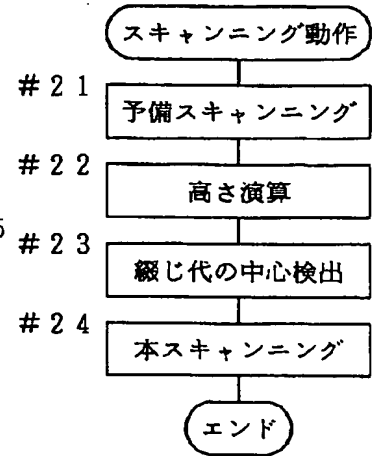 スキャンニング動作
#21
予備スキャンニング
#22
高さ演算
5
#23
綴じ代の中心検出
#24
本スキャンニング
エンド